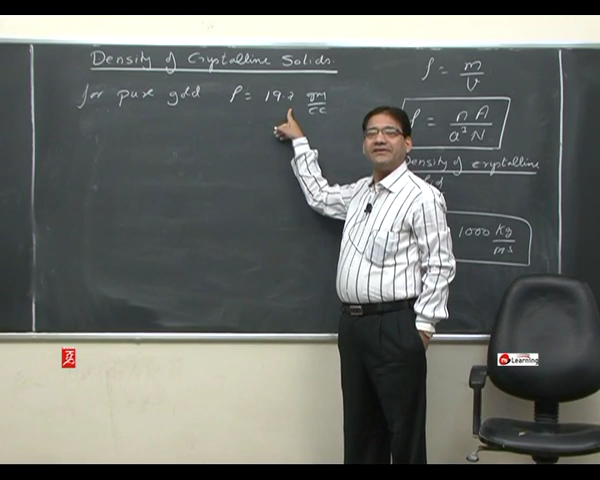 Density of Crystalline Solids.
for pure gold ρ = 19.2 gm/cc
ρ = m/v
ρ = nA/a³N
Density of crystalline
1000 Kg/m3
Learning